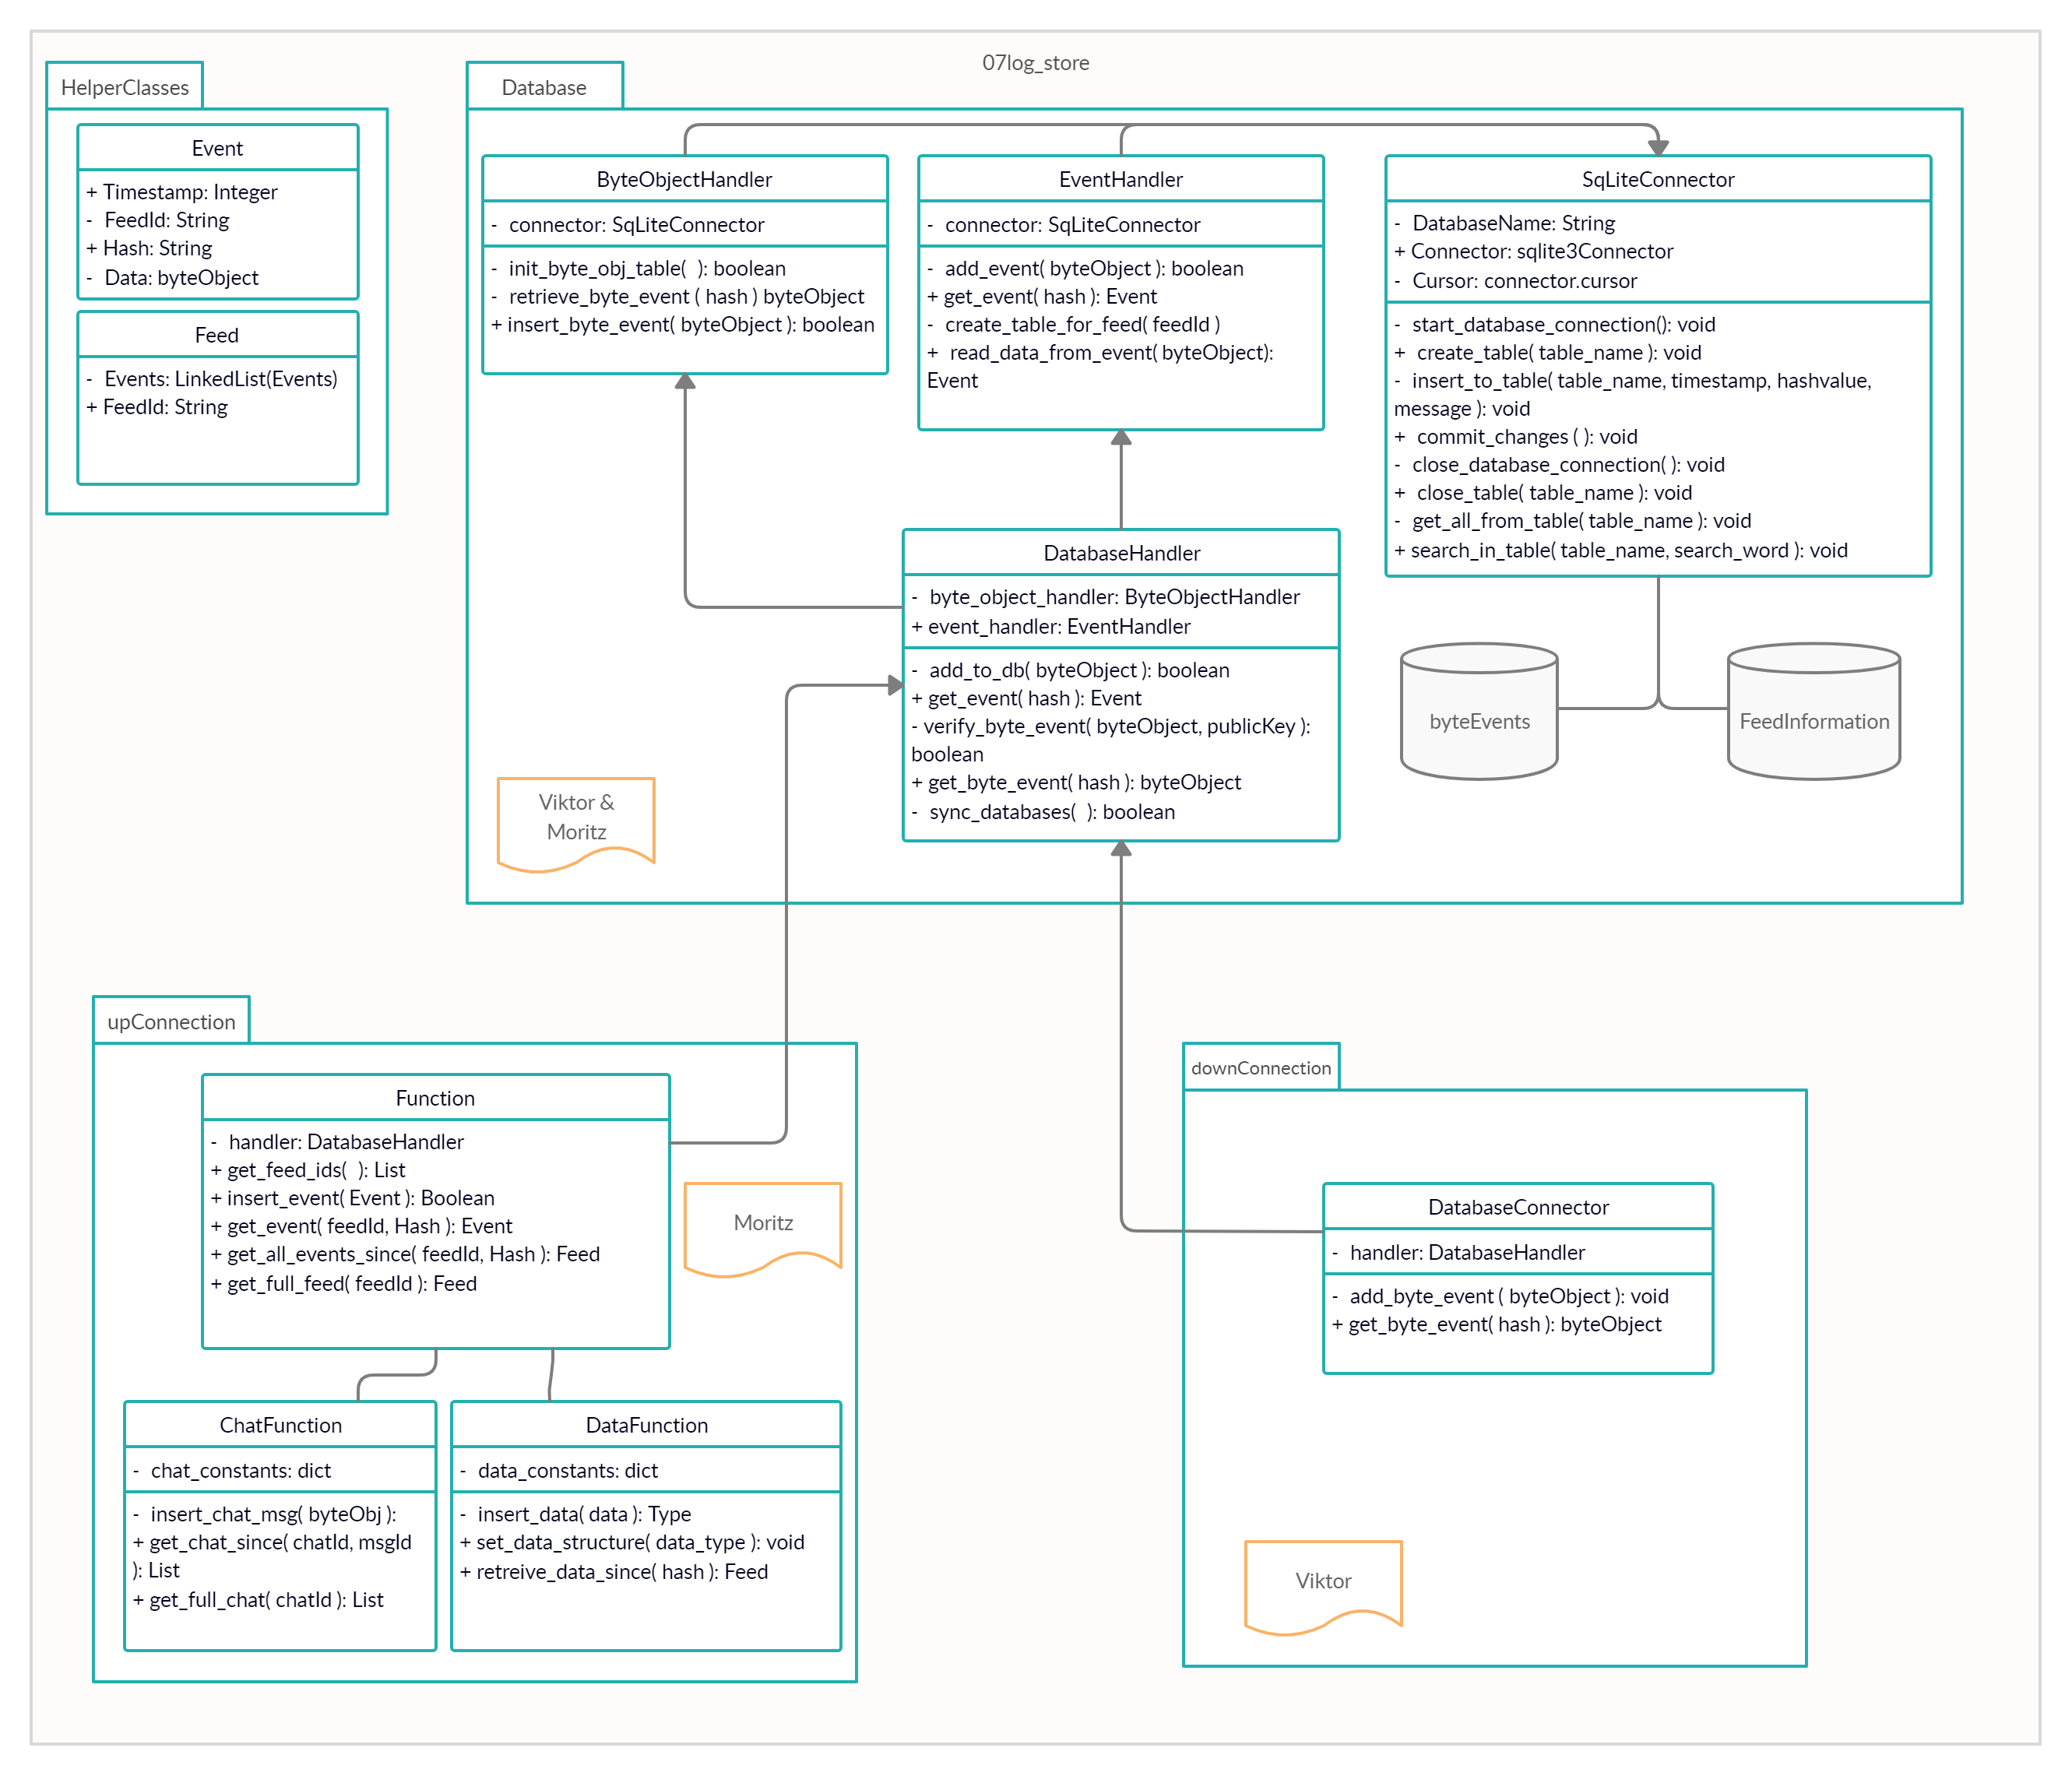 07log_store
HelperClasses
Event
+ Timestamp: Integer
-  FeedId: String
+ Hash: String
-  Data: byteObject
Feed
-  Events: LinkedList(Events)
+ FeedId: String
Database
ByteObjectHandler
-  connector: SqLiteConnector
-  init_byte_obj_table(  ): boolean
-  retrieve_byte_event ( hash ) byteObject
+ insert_byte_event( byteObject ): boolean
EventHandler
-  connector: SqLiteConnector
-  add_event( byteObject ): boolean
+ get_event( hash ): Event
-  create_table_for_feed( feedId )
+  read_data_from_event( byteObject):
Event
SqLiteConnector
-  DatabaseName: String
+ Connector: sqlite3Connector
-  Cursor: connector.cursor
-  start_database_connection(): void
+  create_table( table_name ): void
-  insert_to_table( table_name, timestamp, hashvalue,
message ): void
+  commit_changes ( ): void
-  close_database_connection( ): void
+  close_table( table_name ): void
-  get_all_from_table( table_name ): void
+ search_in_table( table_name, search_word ): void
DatabaseHandler
-  byte_object_handler: ByteObjectHandler
+ event_handler: EventHandler
-  add_to_db( byteObject ): boolean
+ get_event( hash ): Event
- verify_byte_event( byteObject, publicKey ):
boolean
+ get_byte_event( hash ): byteObject
-  sync_databases(  ): boolean
byteEvents
FeedInformation
Viktor &
Moritz
upConnection
Function
-  handler: DatabaseHandler
+ get_feed_ids(  ): List
+ insert_event( Event ): Boolean
+ get_event( feedId, Hash ): Event
+ get_all_events_since( feedId, Hash ): Feed
+ get_full_feed( feedId ): Feed
Moritz
ChatFunction
-  chat_constants: dict
-  insert_chat_msg( byteObj ):
+ get_chat_since( chatId, msgId
): List
+ get_full_chat( chatId ): List
DataFunction
-  data_constants: dict
-  insert_data( data ): Type
+ set_data_structure( data_type ): void
+ retreive_data_since( hash ): Feed
downConnection
DatabaseConnector
-  handler: DatabaseHandler
-  add_byte_event ( byteObject ): void
+ get_byte_event( hash ): byteObject
Viktor